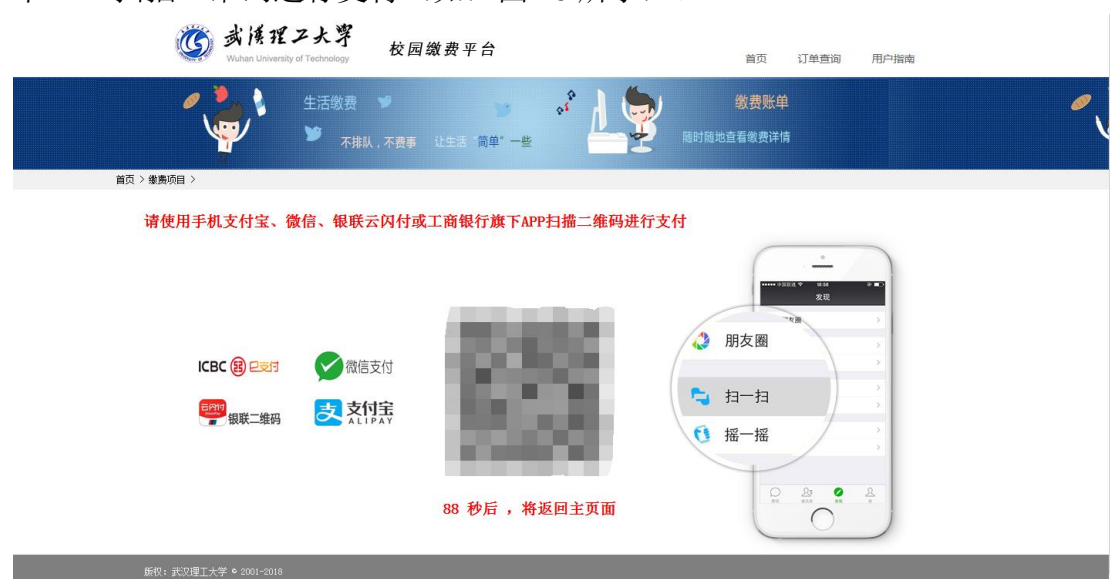 武汉理工大学
Wuhan University of Technology
校园缴费平台
首页 订单查询 用户指南
生活缴费
不排队，不费事 让生活“简单”一些
缴费账单
随时随地查看缴费详情
首页 > 缴费项目 >
请使用手机支付宝、微信、银联云闪付或工商银行旗下APP扫描二维码进行支付
发现
朋友圈
扫一扫
摇一摇
ICBC e支付 微信支付
云闪付 银联二维码 支付宝
ALIPAY
88 秒后 ，将返回主页面
版权：武汉理工大学 © 2001-2018